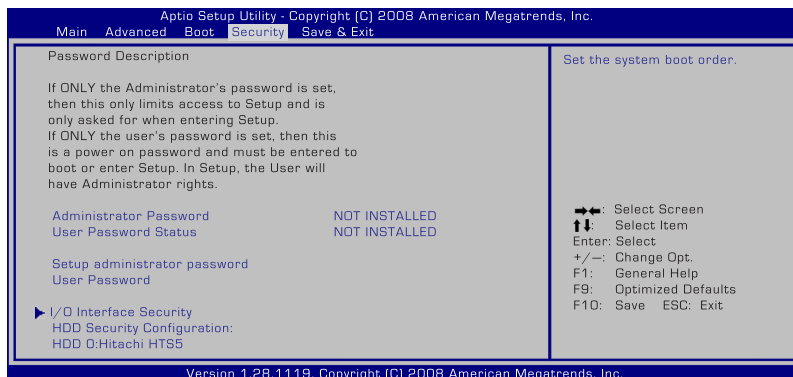 Aptio Setup Utility - Copyright (C) 2008 American Megatrends, Inc.
Main Advanced Boot Security Save & Exit
Password Description
If ONLY the Administrator's password is set,
then this only limits access to Setup and is
only asked for when entering Setup.
If ONLY the user's password is set, then this
is a power on password and must be entered to
boot or enter Setup. In Setup, the User will
have Administrator rights.
Administrator Password NOT INSTALLED
User Password Status NOT INSTALLED
Setup administrator password
User Password
I/O Interface Security
HDD Security Configuration:
HDD 0:Hitachi HTS5
Set the system boot order.
→←: Select Screen
↑↓: Select Item
Enter: Select
+/—: Change Opt.
F1: General Help
F9: Optimized Defaults
F10: Save ESC: Exit
Version 1.28.1119. Copyright (C) 2008 American Megatrends, Inc.